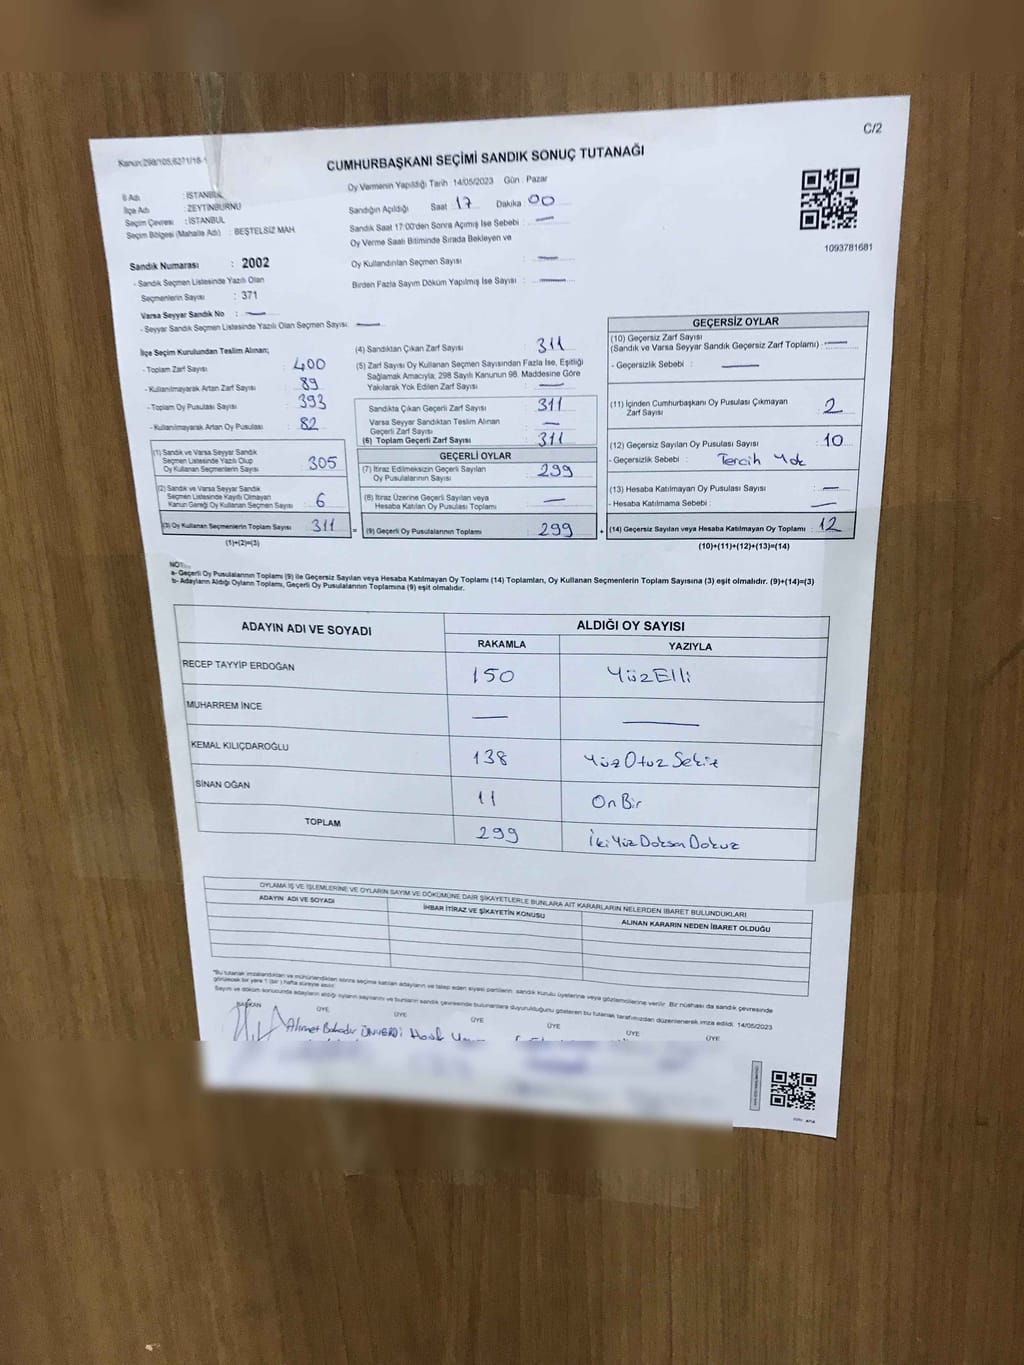 C/2
Kanun:298/105,6271/18-1
CUMHURBAŞKANI SEÇİMİ SANDIK SONUÇ TUTANAĞI
İl Adı : İSTANBUL
İlçe Adı : ZEYTİNBURNU
Seçim Çevresi : İSTANBUL
Seçim Bölgesi (Mahalle Adı) : BEŞTELSİZ MAH.
Sandık Numarası : 2002
- Sandık Seçmen Listesinde Yazılı Olan
Seçmenlerin Sayısı : 371
Varsa Seyyar Sandık No : —
- Seyyar Sandık Seçmen Listesinde Yazılı Olan Seçmen Sayısı : —
Oy Vermenin Yapıldığı Tarih : 14/05/2023 Gün : Pazar
Sandığın Açıldığı Saat 17 Dakika : 00
Sandık Saat 17:00'den Sonra Açımış İse Sebebi : —
Oy Verme Saati Bitiminde Sırada Bekleyen ve
Oy Kullandırılan Seçmen Sayısı : —
Birden Fazla Sayım Döküm Yapılmış İse Sayısı : —
1093781681
İlçe Seçim Kurulundan Teslim Alınan;
- Toplam Zarf Sayısı : 400
- Kullanılmayarak Artan Zarf Sayısı : 89
- Toplam Oy Pusulası Sayısı : 393
- Kullanılmayarak Artan Oy Pusulası : 82
(1) Sandık ve Varsa Seyyar Sandık
Seçmen Listesinde Yazılı Olup
Oy Kullanan Seçmenlerin Sayısı : 305
(2) Sandık ve Varsa Seyyar Sandık
Seçmen Listesinde Kayıtlı Olmayan
Kanun Gereği Oy Kullanan Seçmen Sayısı : 6
(3) Oy Kullanan Seçmenlerin Toplam Sayısı : 311
(1)+(2)=(3)
(4) Sandıktan Çıkan Zarf Sayısı : 311
(5) Zarf Sayısı Oy Kullanan Seçmen Sayısından Fazla İse, Eşitliği
Sağlamak Amacıyla; 298 Sayılı Kanunun 98. Maddesine Göre
Yakılarak Yok Edilen Zarf Sayısı : —
Sandıkta Çıkan Geçerli Zarf Sayısı : 311
Varsa Seyyar Sandıktan Teslim Alınan
Geçerli Zarf Sayısı : —
(6) Toplam Geçerli Zarf Sayısı : 311
GEÇERLİ OYLAR
(7) İtiraz Edilmeksizin Geçerli Sayılan
Oy Pusulalarının Sayısı : 299
(8) İtiraz Üzerine Geçerli Sayılan veya
Hesaba Katılan Oy Pusulası Toplamı : —
= (9) Geçerli Oy Pusulalarının Toplamı : 299 +
GEÇERSİZ OYLAR
(10) Geçersiz Zarf Sayısı
(Sandık ve Varsa Seyyar Sandık Geçersiz Zarf Toplamı) : —
- Geçersizlik Sebebi : —
(11) İçinden Cumhurbaşkanı Oy Pusulası Çıkmayan
Zarf Sayısı : 2
(12) Geçersiz Sayılan Oy Pusulası Sayısı : 10
- Geçersizlik Sebebi : Tercih Yok
(13) Hesaba Katılmayan Oy Pusulası Sayısı : —
- Hesaba Katılmama Sebebi : —
(14) Geçersiz Sayılan veya Hesaba Katılmayan Oy Toplamı : 12
(10)+(11)+(12)+(13)=(14)
NOT:
a- Geçerli Oy Pusulalarının Toplamı (9) ile Geçersiz Sayılan veya Hesaba Katılmayan Oy Toplamı (14) Toplamları, Oy Kullanan Seçmenlerin Toplam Sayısına (3) eşit olmalıdır. (9)+(14)=(3)
b- Adayların Aldığı Oyların Toplamı, Geçerli Oy Pusulalarının Toplamına (9) eşit olmalıdır.
ADAYIN ADI VE SOYADI ALDIĞI OY SAYISI
RAKAMLA YAZIYLA
RECEP TAYYİP ERDOĞAN 150 YüzElli
MUHARREM İNCE — —
KEMAL KILIÇDAROĞLU 138 Yüz Otuz Sekiz
SİNAN OĞAN 11 On Bir
TOPLAM 299 İki Yüz Doksan Dokuz
OYLAMA İŞ VE İŞLEMLERİNE VE OYLARIN SAYIM VE DÖKÜMÜNE DAİR ŞİKAYETLERLE BUNLARA AİT KARARLARIN NELERDEN İBARET BULUNDUKLARI
ADAYIN ADI VE SOYADI İHBAR İTİRAZ VE ŞİKAYETİN KONUSU ALINAN KARARIN NEDEN İBARET OLDUĞU
*Bu tutanak imzalandıktan ve mühürlendikten sonra seçime katılan adayların ve talep eden siyasi partilerin, sandık kurulu üyelerine veya gözlemcilerine verilir. Bir nüshası da sandık çevresinde
görülecek bir yere 1 (bir) hafta süreyle asılır.
Sayım ve döküm sonucunda adayların aldığı oyların sayılarını ve bunların sandık çevresinde bulunanlara duyurulduğunu gösteren bu tutanak tarafımızdan düzenlenerek imza edildi. 14/05/2023
BAŞKAN ÜYE ÜYE ÜYE ÜYE ÜYE ÜYE
Ahmet Bahadır ÜNVERDİ